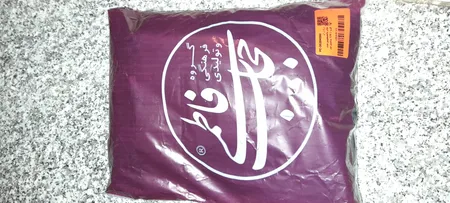 گروه
فرهنگی
و تولیدی
حجاب
فاطمی
®